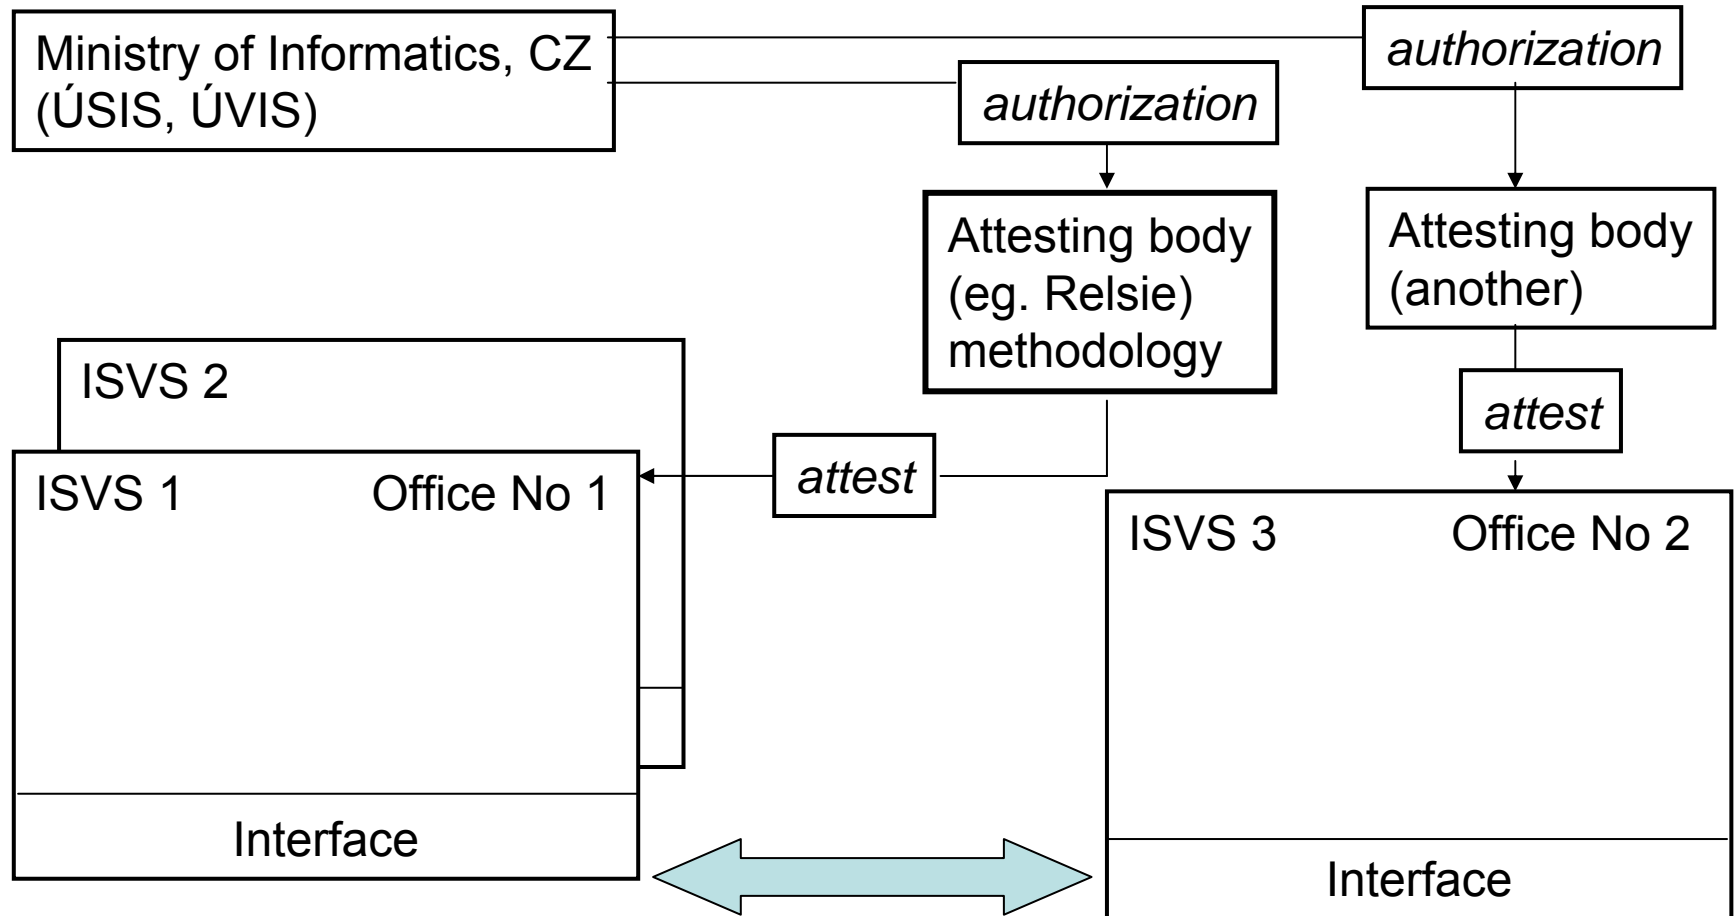 Ministry of Informatics, CZ
(ÚSIS, ÚVIS)
authorization
authorization
Attesting body
(eg. Relsie)
methodology
Attesting body
(another)
attest
attest
ISVS 2
ISVS 1 Office No 1
Interface
ISVS 3 Office No 2
Interface